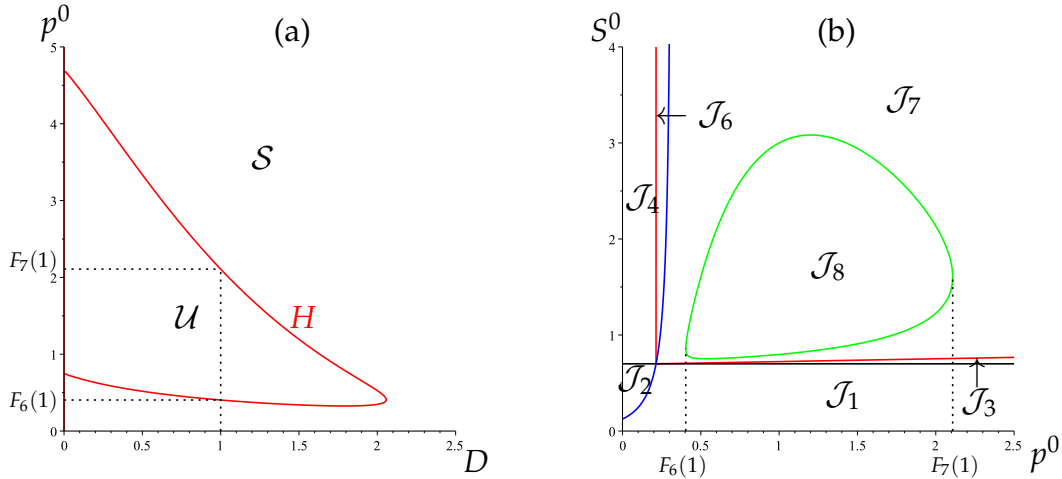 (a)
p^0
5
4
3
2
1
0
F_7(1)
F_6(1)
𝒮
𝒰
H
0
0.5
1
1.5
2
2.5
D
(b)
S^0
4
3
2
1
0
𝒥_6
𝒥_7
𝒥_4
𝒥_8
𝒥_2
𝒥_1
𝒥_3
0
0.5
1
1.5
2
2.5
F_6(1)
F_7(1)
p^0